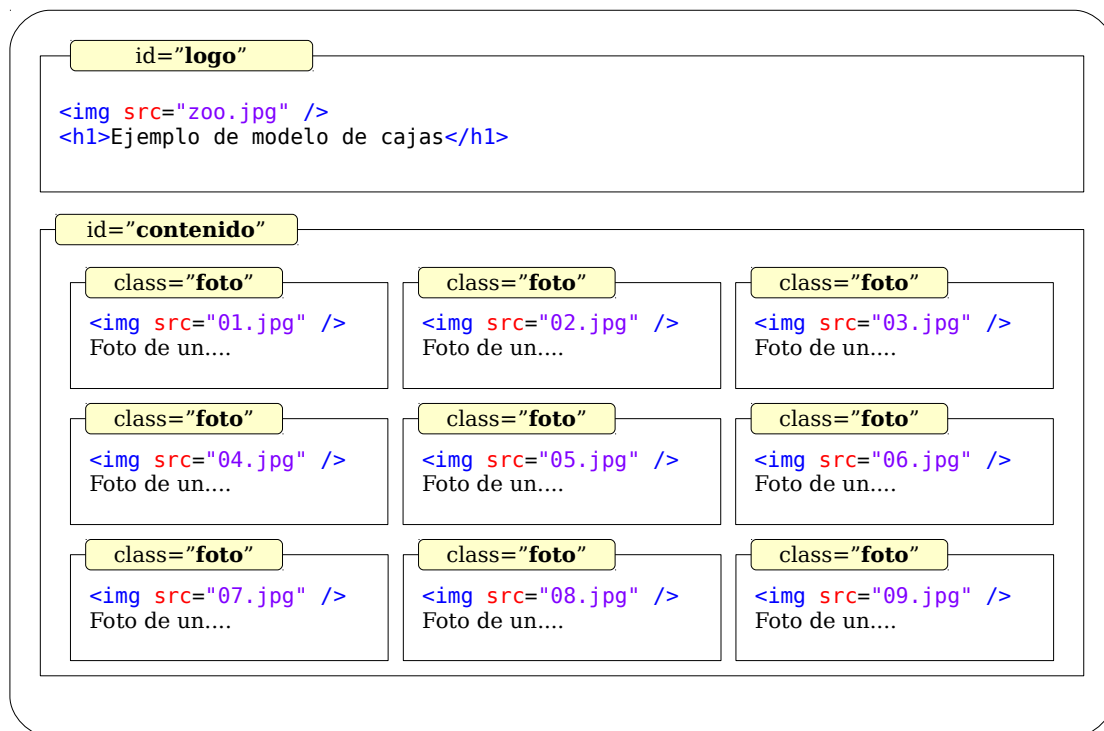 id=”logo”
<img src="zoo.jpg" />
<h1>Ejemplo de modelo de cajas</h1>
id=”contenido”
class=”foto” class=”foto” class=”foto”
<img src="01.jpg" /> <img src="02.jpg" /> <img src="03.jpg" />
Foto de un.... Foto de un.... Foto de un....
class=”foto” class=”foto” class=”foto”
<img src="04.jpg" /> <img src="05.jpg" /> <img src="06.jpg" />
Foto de un.... Foto de un.... Foto de un....
class=”foto” class=”foto” class=”foto”
<img src="07.jpg" /> <img src="08.jpg" /> <img src="09.jpg" />
Foto de un.... Foto de un.... Foto de un....